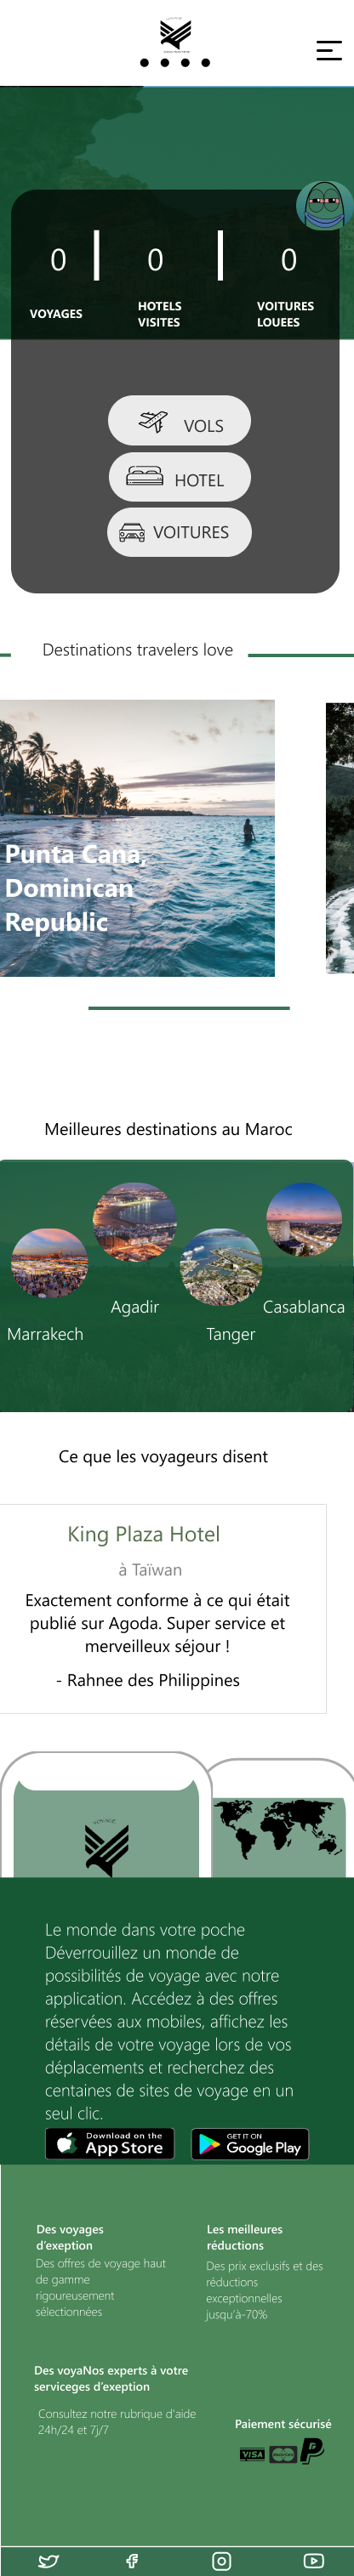 0 0 0
VOYAGES
HOTELS
VISITES
VOITURES
LOUEES
VOLS
HOTEL
VOITURES
Destinations travelers love
Punta Cana,
Dominican
Republic
Meilleures destinations au Maroc
Agadir
Casablanca
Marrakech
Tanger
Ce que les voyageurs disent
King Plaza Hotel
à Taïwan
Exactement conforme à ce qui était
publié sur Agoda. Super service et
merveilleux séjour !
- Rahnee des Philippines
VOYAGE
Le monde dans votre poche
Déverrouillez un monde de
possibilités de voyage avec notre
application. Accédez à des offres
réservées aux mobiles, affichez les
détails de votre voyage lors de vos
déplacements et recherchez des
centaines de sites de voyage en un
seul clic.
Download on the
App Store
GET IT ON
Google Play
Des voyages
d'exeption
Des offres de voyage haut
de gamme
rigoureusement
sélectionnées
Les meilleures
réductions
Des prix exclusifs et des
réductions
exceptionnelles
jusqu'à-70%
Des voyaNos experts à votre
serviceges d'exeption
Consultez notre rubrique d'aide
24h/24 et 7j/7
Paiement sécurisé
VISA